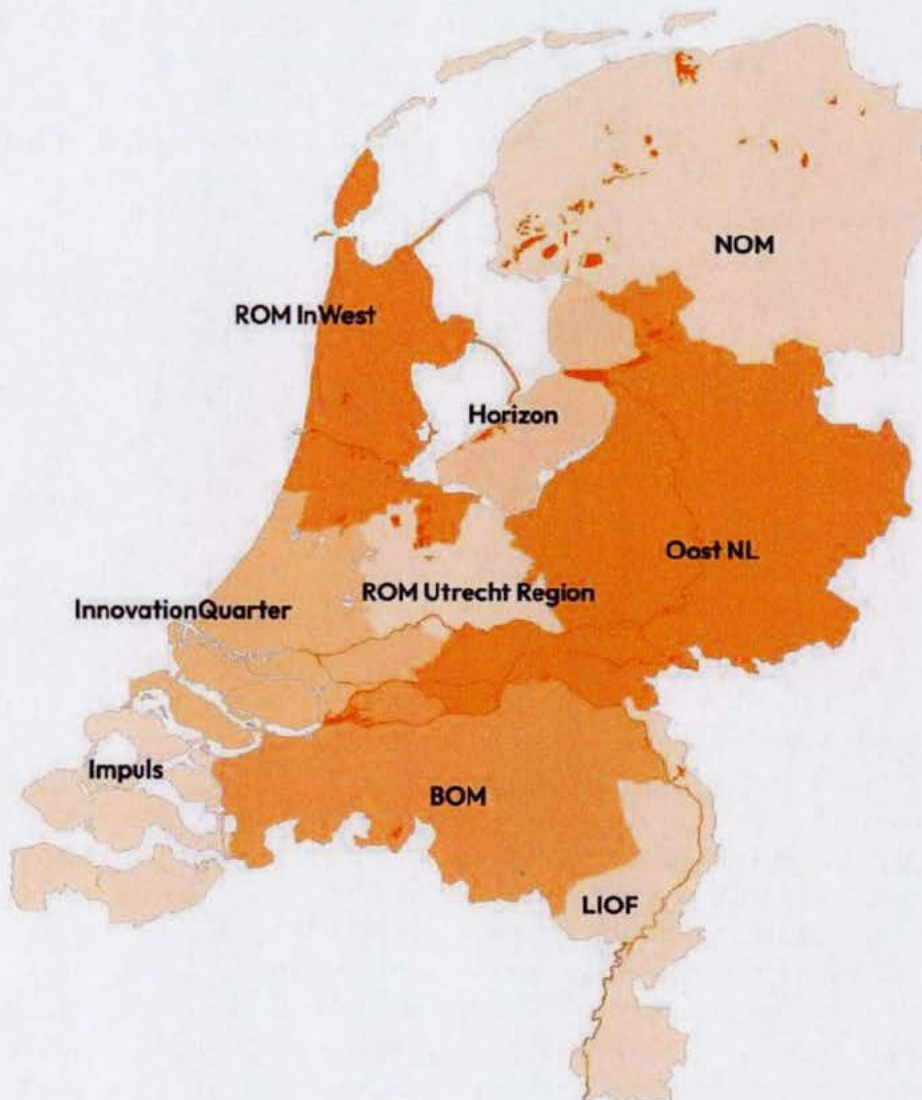 NOM
ROM InWest
Horizon
Oost NL
ROM Utrecht Region
InnovationQuarter
Impuls
BOM
LIOF